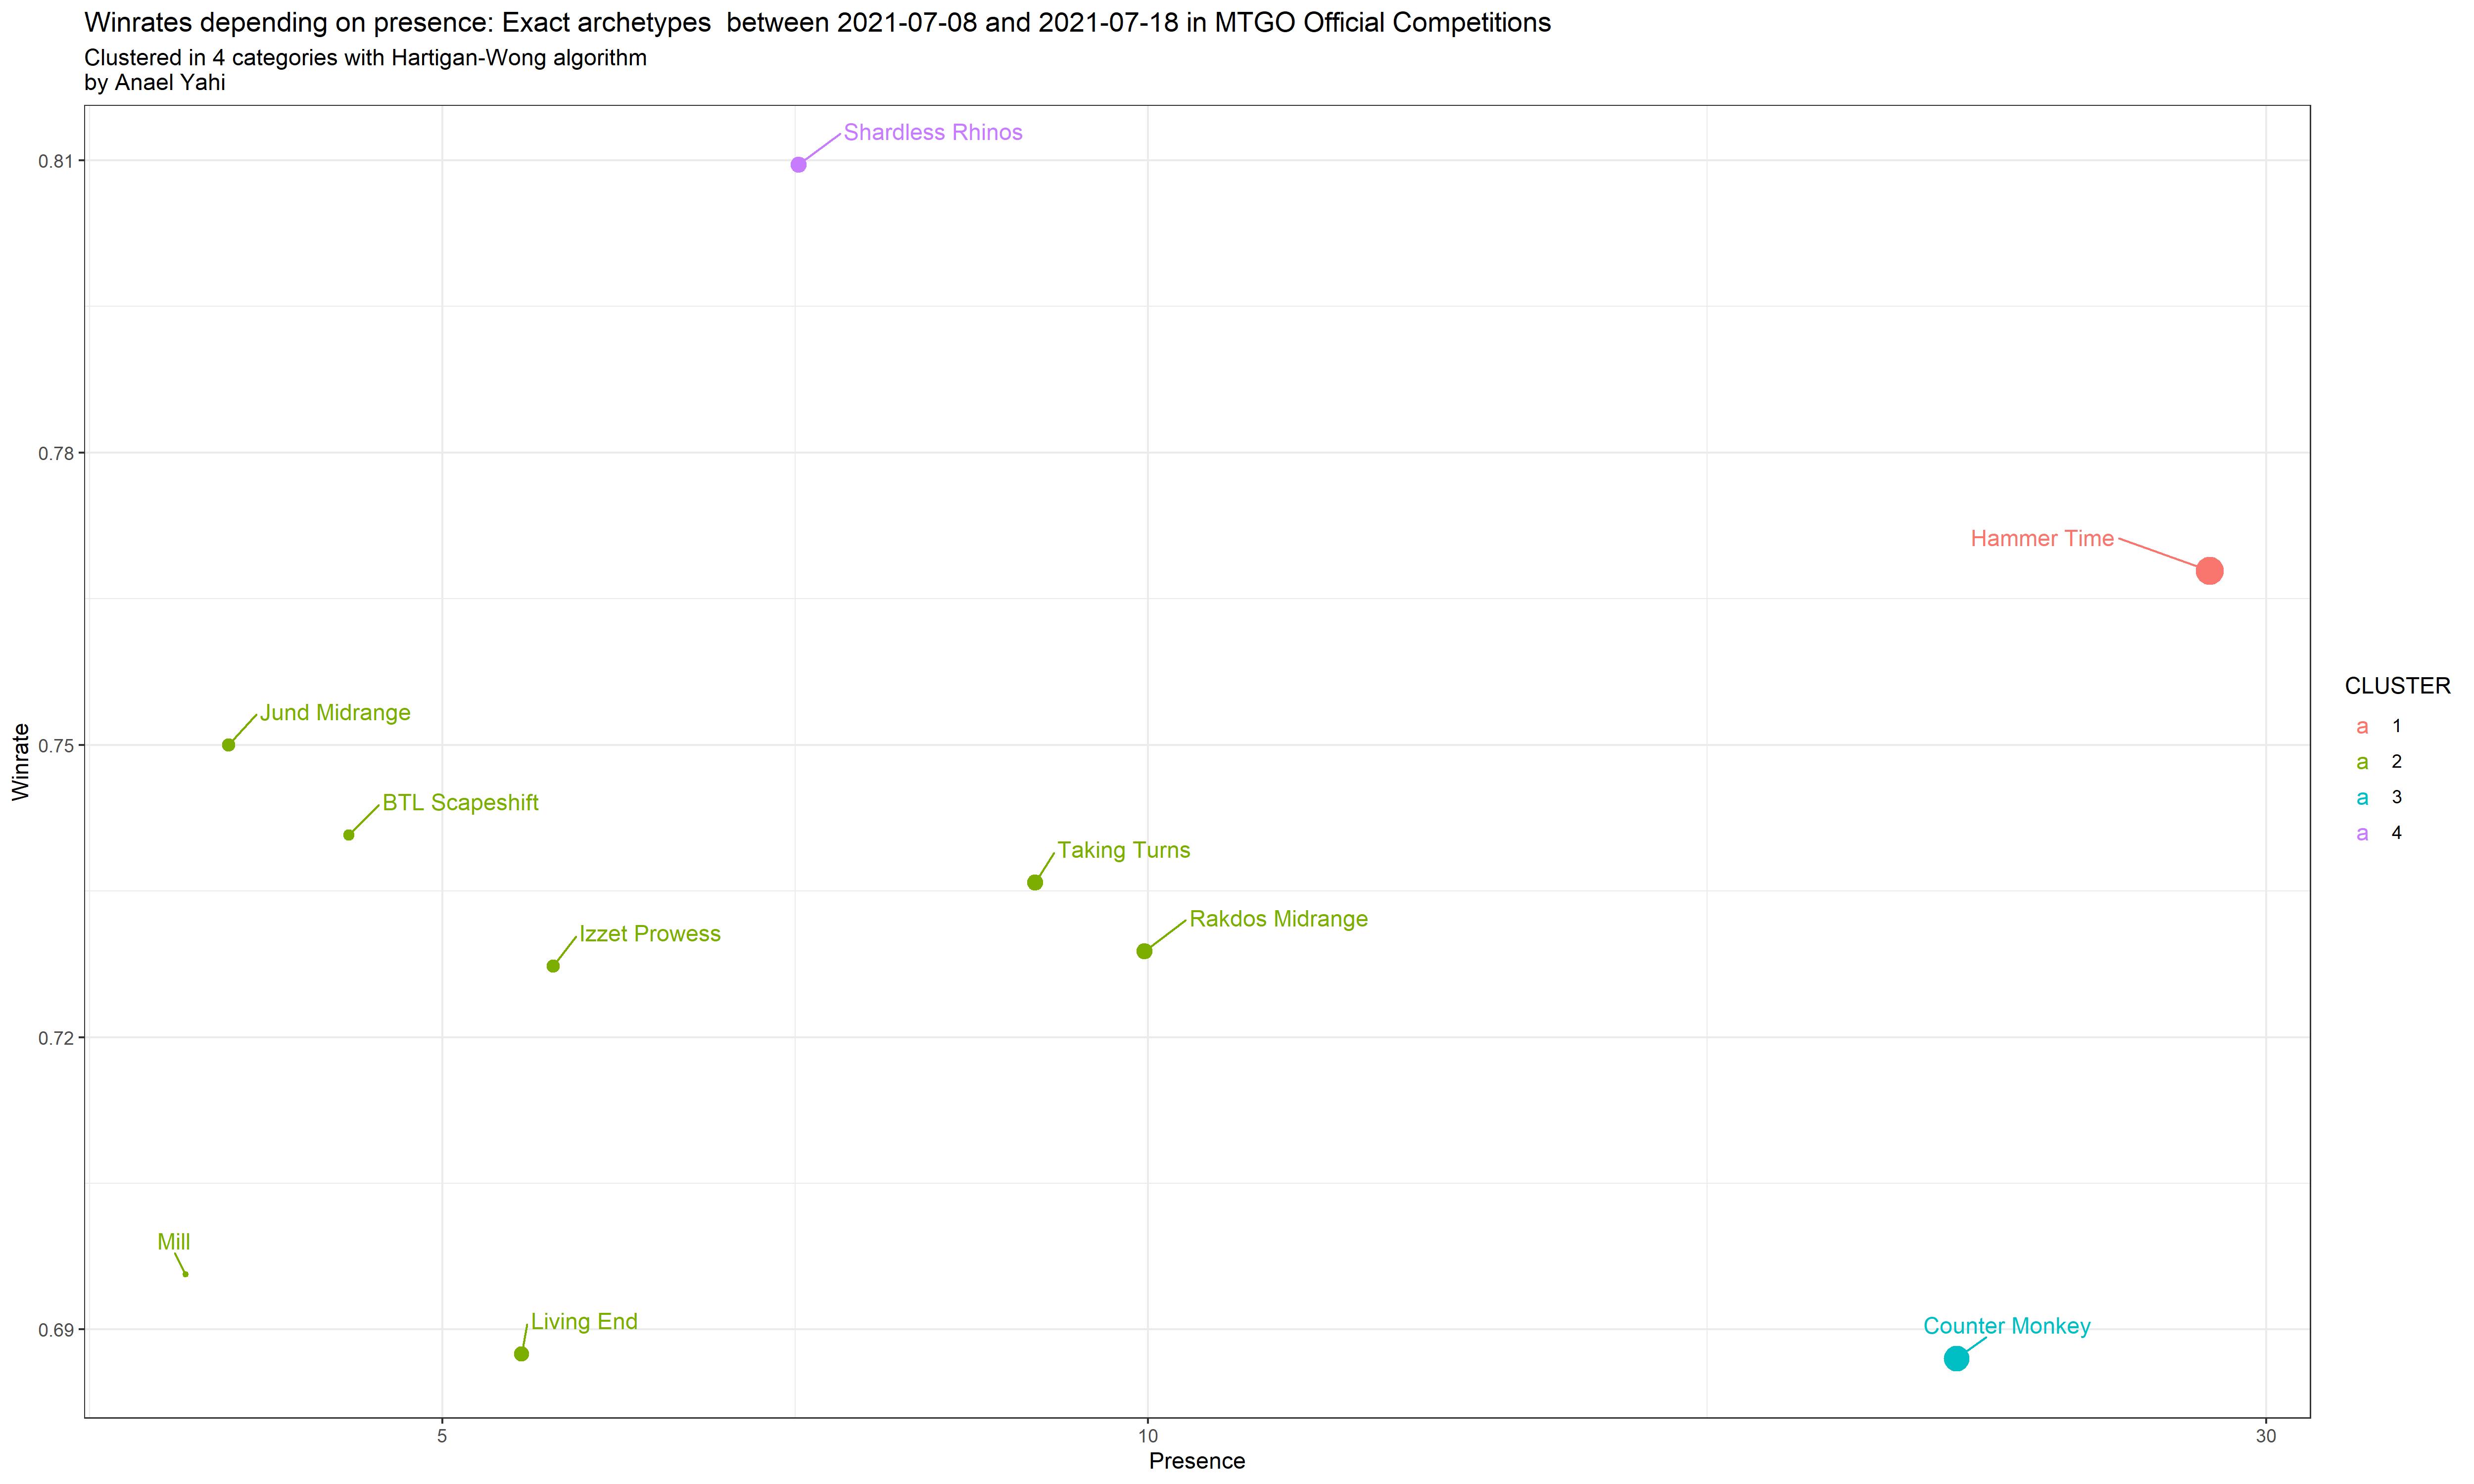 Winrates depending on presence: Exact archetypes  between 2021-07-08 and 2021-07-18 in MTGO Official Competitions
Clustered in 4 categories with Hartigan-Wong algorithm
by Anael Yahi
Shardless Rhinos
0.81
0.78
Hammer Time
Jund Midrange
0.75
Winrate
BTL Scapeshift
Taking Turns
Rakdos Midrange
Izzet Prowess
0.72
Mill
Living End
0.69
Counter Monkey
5
10
30
Presence
CLUSTER
a 1
a 2
a 3
a 4